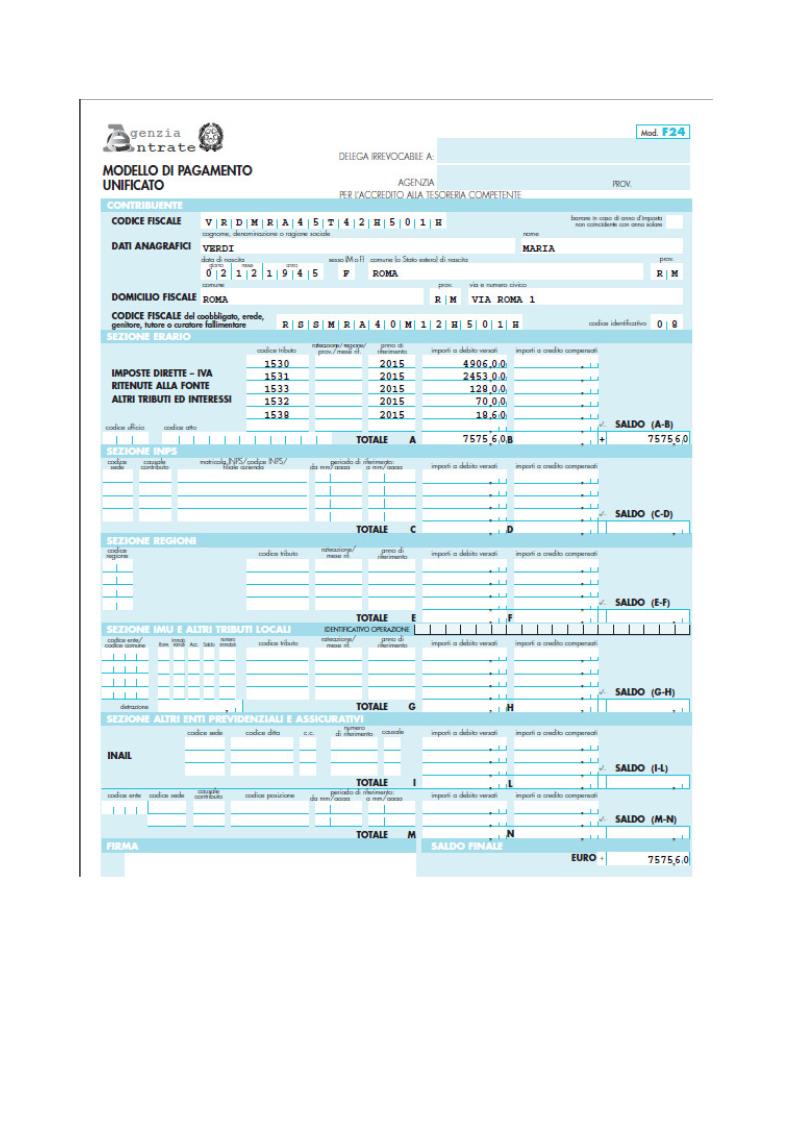 Agenzia
Entrate
Mod. F24
DELEGA IRREVOCABILE A:
MODELLO DI PAGAMENTO
UNIFICATO
AGENZIA
PROV.
PER L'ACCREDITO ALLA TESORERIA COMPETENTE
CONTRIBUENTE
CODICE FISCALE V R D M R A 4 5 T 4 2 H 5 0 1 H
barrare in caso di anno d'imposta
non coincidente con anno solare
cognome, denominazione o ragione sociale nome
DATI ANAGRAFICI VERDI MARIA
data di nascita sesso (M o F) comune (o Stato estero) di nascita prov.
giorno mese anno
0 2 1 2 1 9 4 5 F ROMA R M
comune prov. via e numero civico
DOMICILIO FISCALE ROMA R M VIA ROMA 1
CODICE FISCALE del coobbligato, erede,
genitore, tutore o curatore fallimentare R S S M R A 4 0 M 1 2 H 5 0 1 H codice identificativo 0 8
SEZIONE ERARIO
codice tributo rateazione/regione/ prov./mese rif. anno di riferimento importi a debito versati importi a credito compensati
1530 2015 4906,00
IMPOSTE DIRETTE – IVA 1531 2015 2453,00
RITENUTE ALLA FONTE 1533 2015 128,00
ALTRI TRIBUTI ED INTERESSI 1532 2015 70,00
1538 2015 18,60
codice ufficio codice atto +/- SALDO (A-B)
TOTALE A 7575,60 B + 7575,60
SEZIONE INPS
codice sede causale contributo matricola INPS/codice INPS/ filiale azienda periodo di riferimento: da mm/aaaa a mm/aaaa importi a debito versati importi a credito compensati
+/- SALDO (C-D)
TOTALE C D
SEZIONE REGIONI
codice regione codice tributo rateazione/ mese rif. anno di riferimento importi a debito versati importi a credito compensati
+/- SALDO (E-F)
TOTALE E F
SEZIONE IMU E ALTRI TRIBUTI LOCALI IDENTIFICATIVO OPERAZIONE
codice ente/ codice comune Ravv. immob. variati Acc. Saldo numero immobili codice tributo rateazione/ mese rif. anno di riferimento importi a debito versati importi a credito compensati
+/- SALDO (G-H)
detrazione TOTALE G H
SEZIONE ALTRI ENTI PREVIDENZIALI E ASSICURATIVI
codice sede codice ditta c.c. numero di riferimento causale importi a debito versati importi a credito compensati
INAIL
+/- SALDO (I-L)
TOTALE I L
codice ente codice sede causale contributo codice posizione periodo di riferimento: da mm/aaaa a mm/aaaa importi a debito versati importi a credito compensati
+/- SALDO (M-N)
TOTALE M N
FIRMA SALDO FINALE
EURO + 7575,60